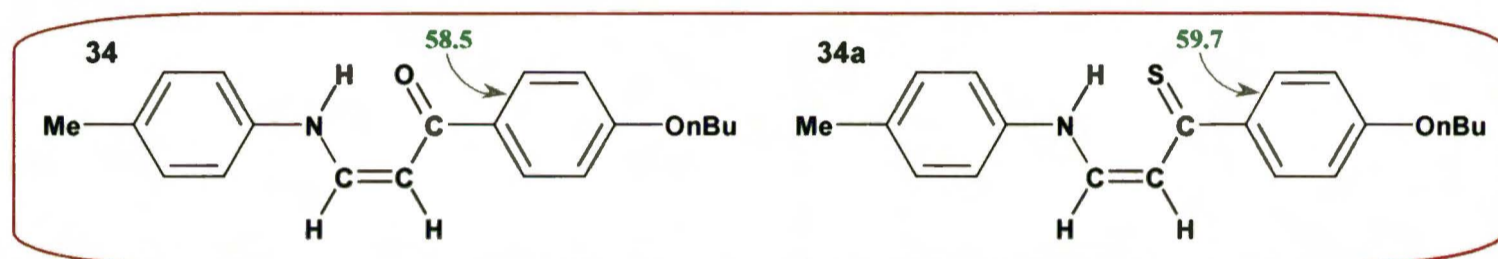 34 58.5 34a 59.7
H O H S
Me N C OnBu Me N C OnBu
C C C C
H H H H